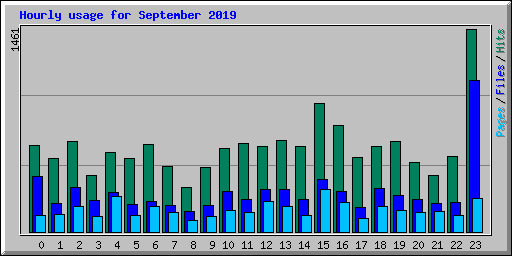 Hourly usage for September 2019
1461
Pages / Files / Hits
0 1 2 3 4 5 6 7 8 9 10 11 12 13 14 15 16 17 18 19 20 21 22 23